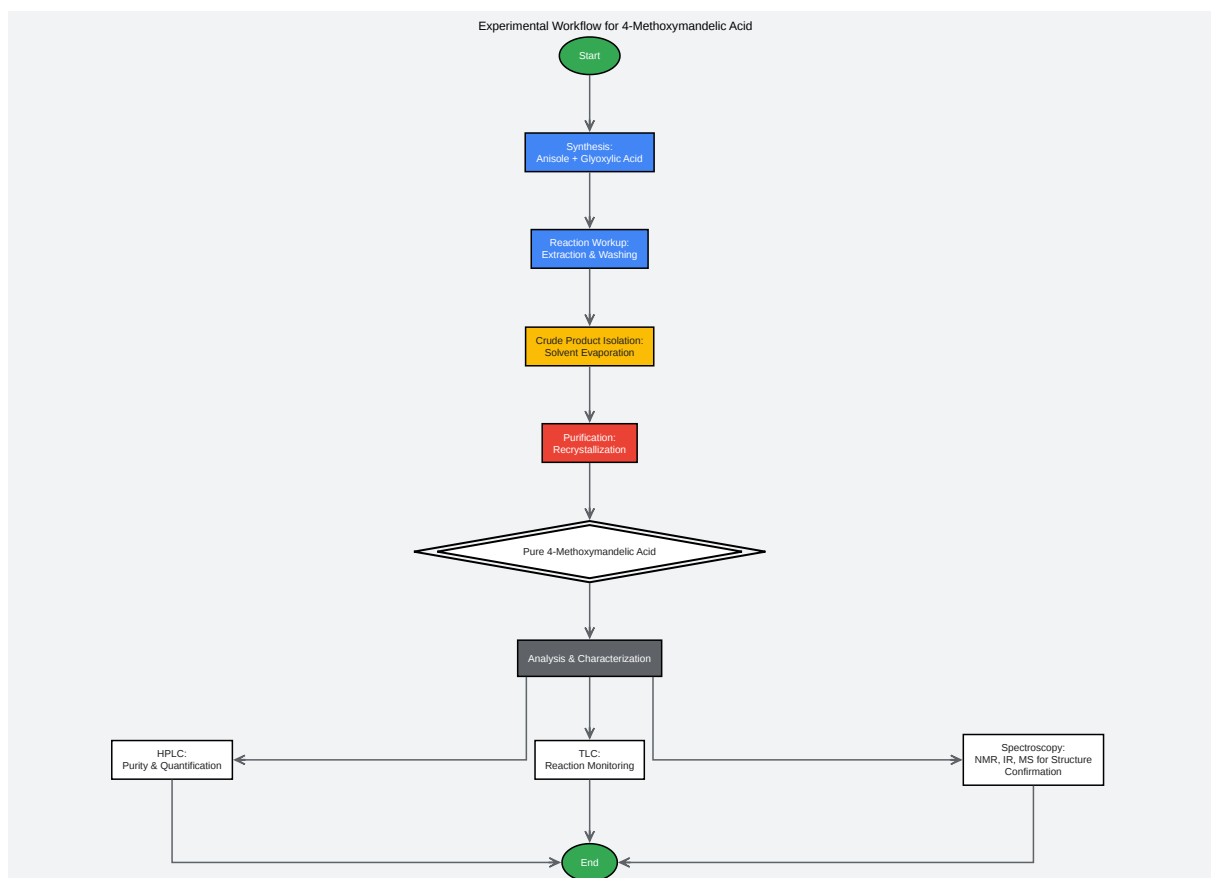 Experimental Workflow for 4-Methoxymandelic Acid
Start
Synthesis:
Anisole + Glyoxylic Acid
Reaction Workup:
Extraction & Washing
Crude Product Isolation:
Solvent Evaporation
Purification:
Recrystallization
Pure 4-Methoxymandelic Acid
Analysis & Characterization
HPLC:
Purity & Quantification
TLC:
Reaction Monitoring
Spectroscopy:
NMR, IR, MS for Structure
Confirmation
End